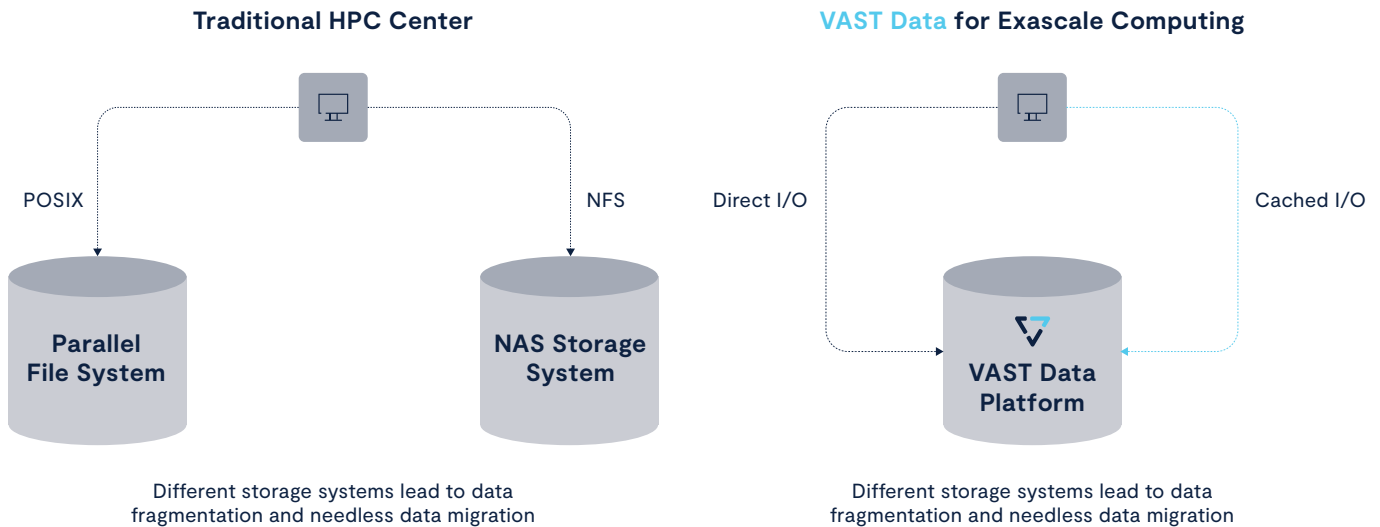 Traditional HPC Center
POSIX
NFS
Parallel
File System
NAS Storage
System
Different storage systems lead to data
fragmentation and needless data migration
VAST Data for Exascale Computing
Direct I/O
Cached I/O
VAST Data
Platform
Different storage systems lead to data
fragmentation and needless data migration